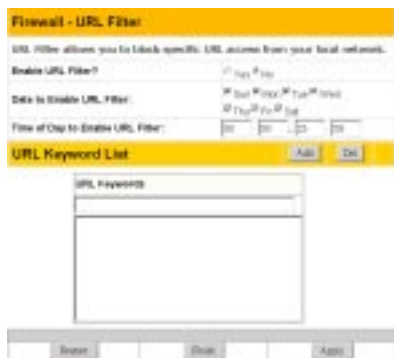 Firewall - URL Filter
URL Filter allows you to block specific URL access from your local network.
Enable URL Filter? Yes No
Date to Enable URL Filter: Sun Mon Tue Wed
Thu Fri Sat
Time of Day to Enable URL Filter:
URL Keyword List Add Del
URL Keywords
Apply